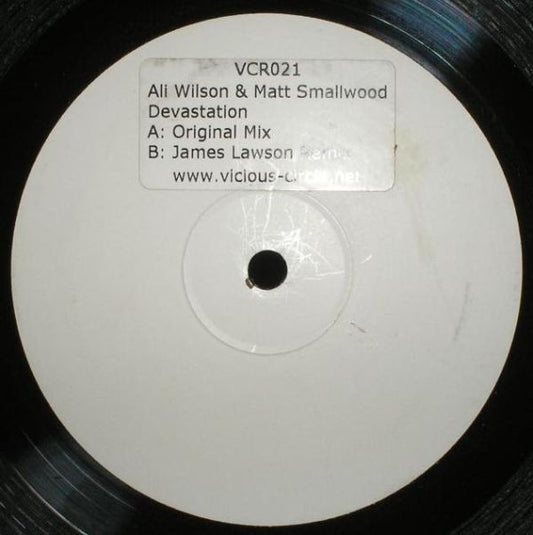 VCR021
Ali Wilson & Matt Smallwood
Devastation
A: Original Mix
B: James Lawson Remix
www.vicious-circle.net